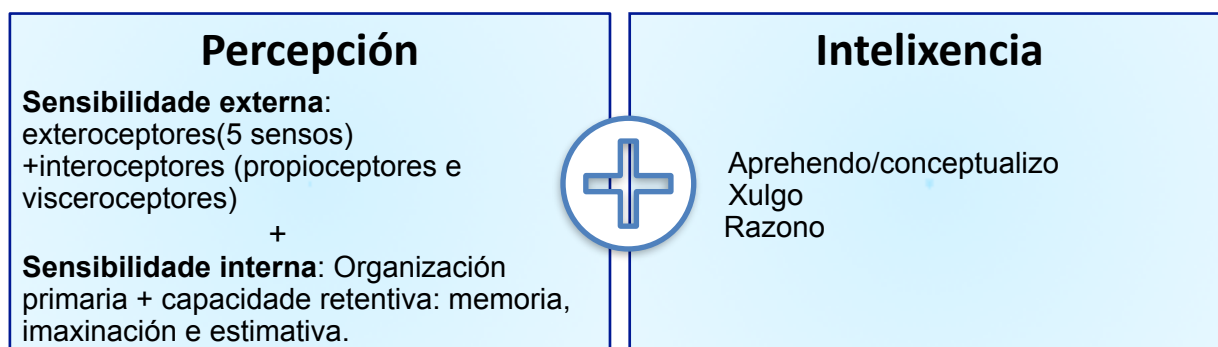 Percepción
Sensibilidade externa:
exteroceptores(5 sensos)
+interoceptores (propioceptores e
visceroceptores)
+
Sensibilidade interna: Organización
primaria + capacidade retentiva: memoria,
imaxinación e estimativa.
Intelixencia
Aprehendo/conceptualizo
Xulgo
Razono